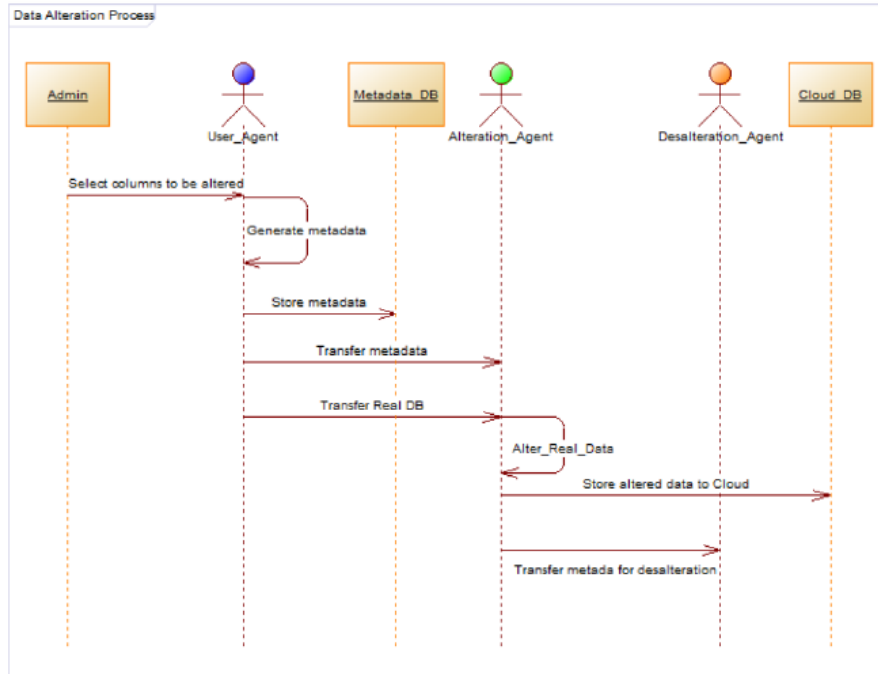 Data Alteration Process
Admin
Metadata_DB
Cloud_DB
User_Agent
Alteration_Agent
Desalteration_Agent
Select columns to be altered
Generate metadata
Store metadata
Transfer metadata
Transfer Real DB
Alter_Real_Data
Store altered data to Cloud
Transfer metada for desalteration